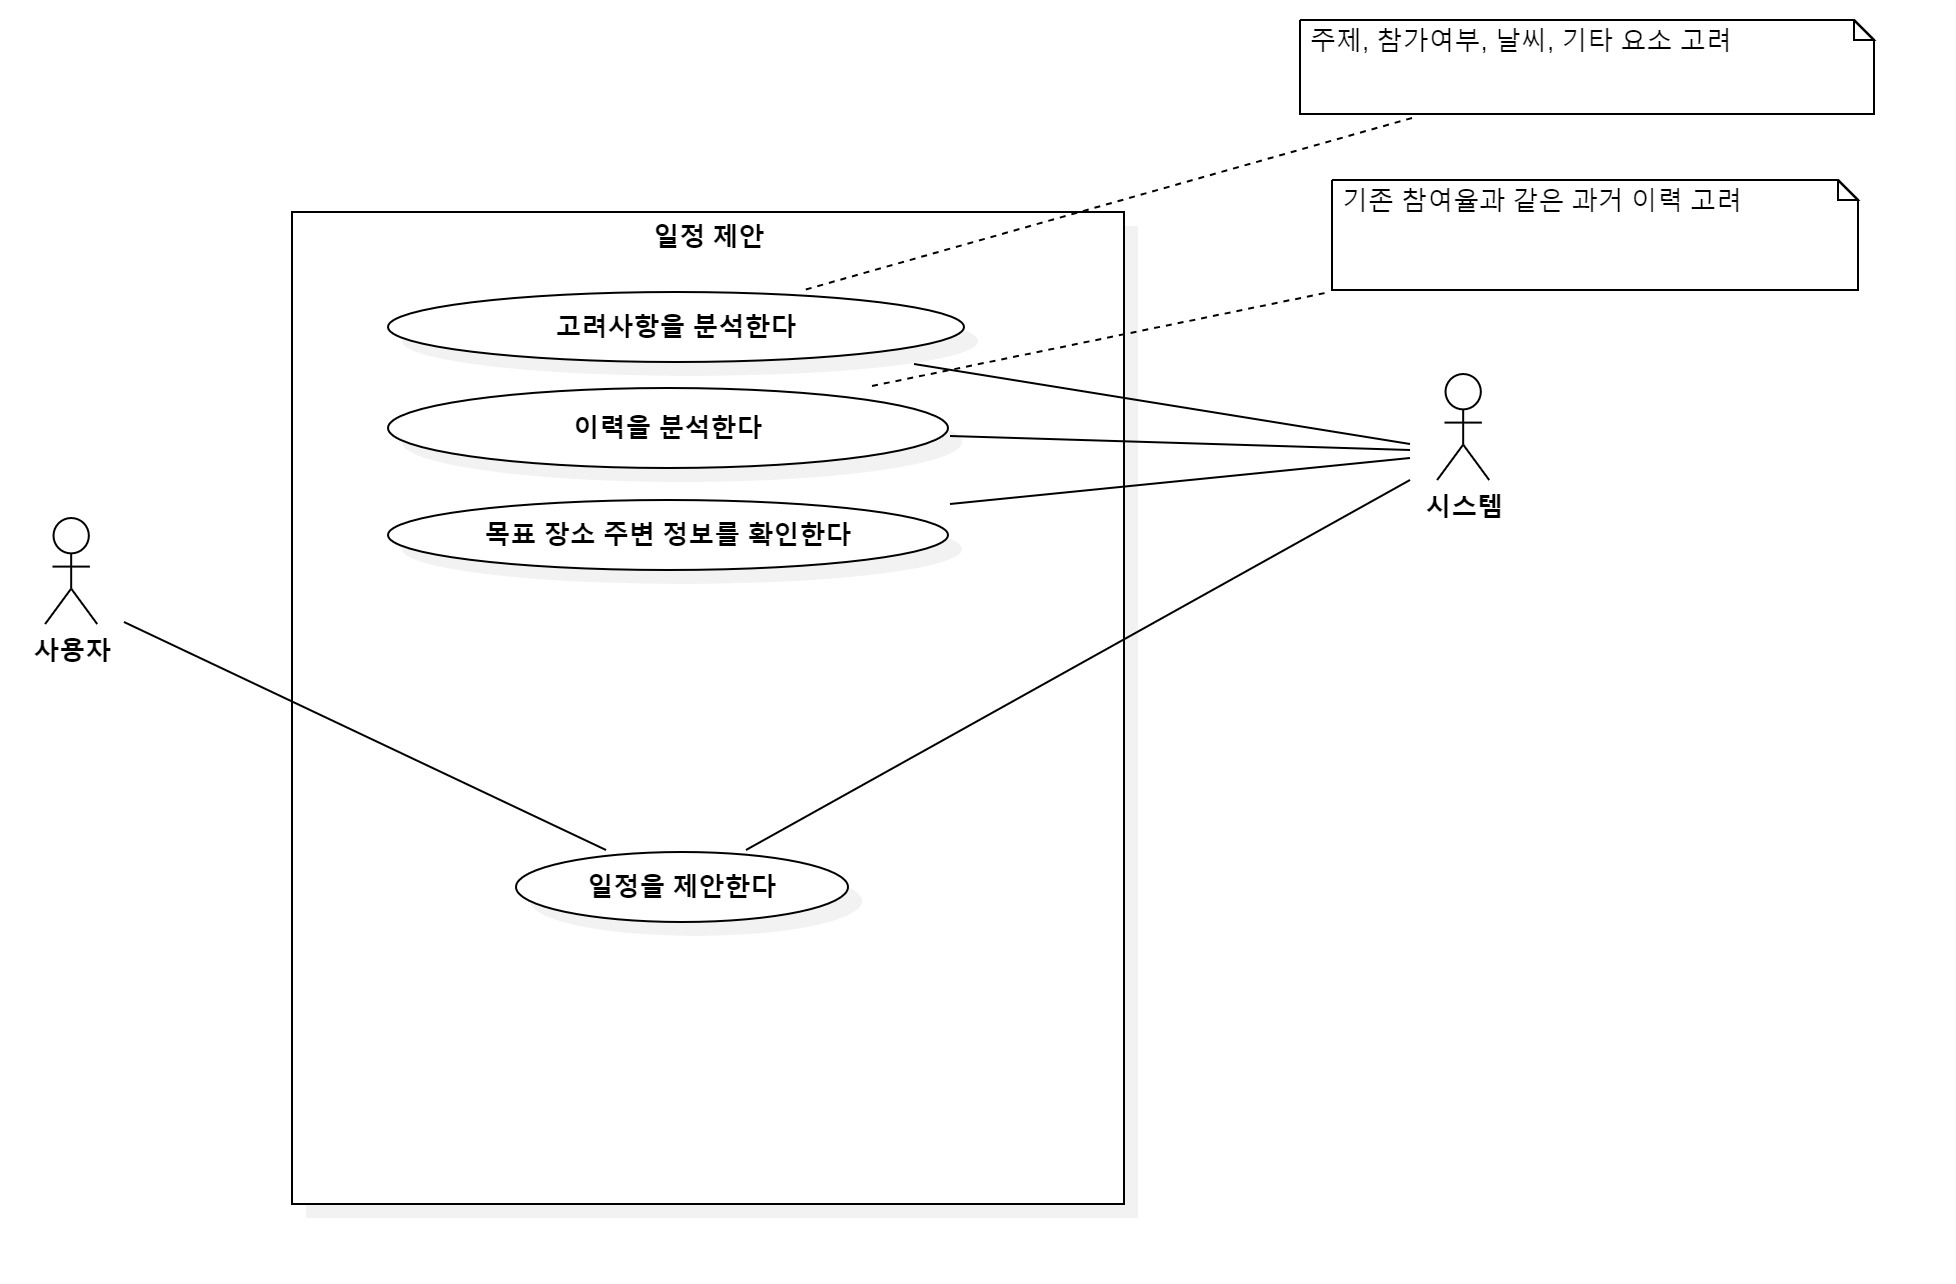 주제, 참가여부, 날씨, 기타 요소 고려
기존 참여율과 같은 과거 이력 고려
일정 제안
고려사항을 분석한다
이력을 분석한다
목표 장소 주변 정보를 확인한다
시스템
사용자
일정을 제안한다